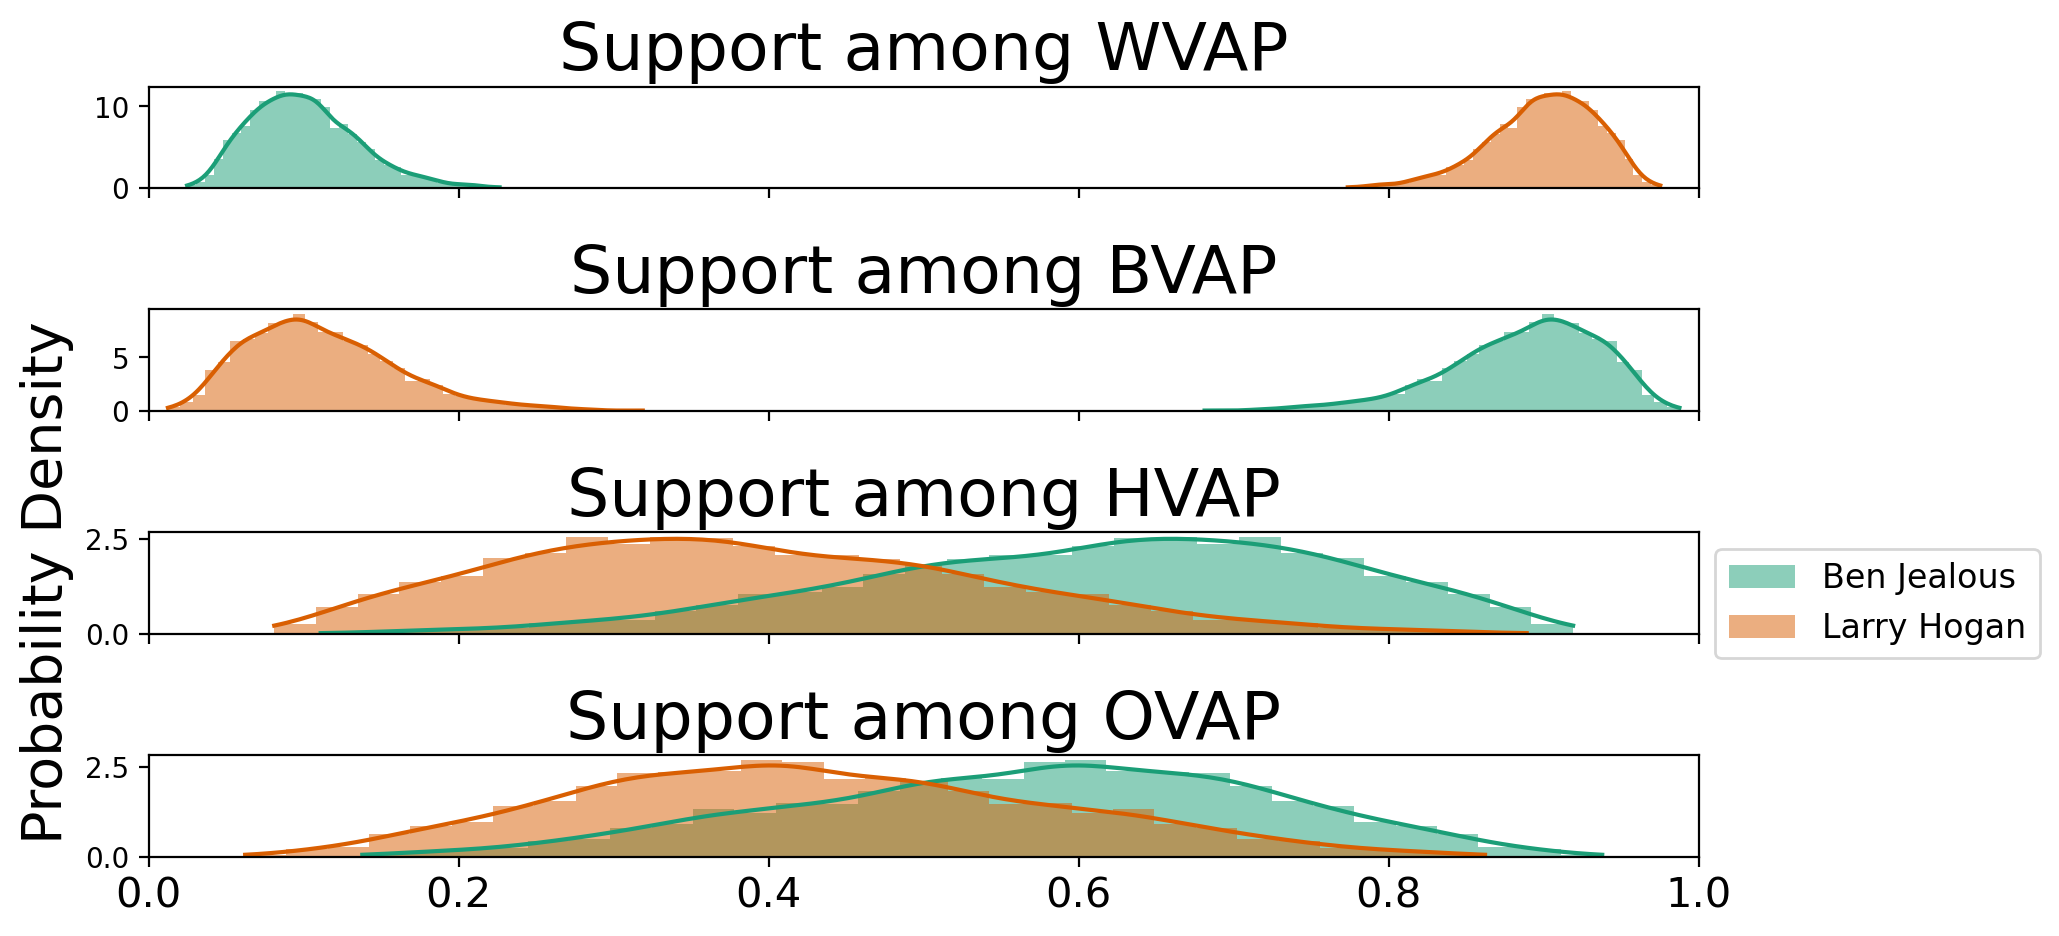 Support among WVAP
10
0
Support among BVAP
5
0
Support among HVAP
2.5
0.0
Support among OVAP
2.5
0.0
0.0 0.2 0.4 0.6 0.8 1.0
Probability Density
Ben Jealous
Larry Hogan